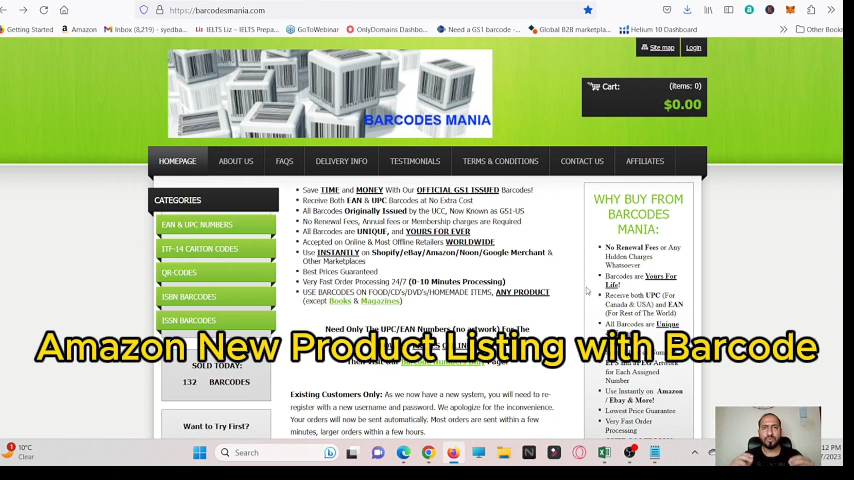 https://barcodesmania.com
Getting Started
Amazon
Inbox (8,219) - syedba
IELTS Liz – IELTS Prepa...
GoToWebinar
OnlyDomains Dashbo...
Need a GS1 barcode -
Global B2B marketpla...
Helium 10 Dashboard
Other Book
Site map
Login
Cart:
(items: 0)
$0.00
BARCODES MANIA
HOMEPAGE
ABOUT US
FAQS
DELIVERY INFO
TESTIMONIALS
TERMS & CONDITIONS
CONTACT US
AFFILIATES
CATEGORIES
EAN & UPC NUMBERS
ITF-14 CARTON CODES
QR-CODES
ISBN BARCODES
ISSN BARCODES
SOLD TODAY:
132 BARCODES
Want to Try First?
Save TIME and MONEY With Our OFFICIAL GS1 ISSUED Barcodes!
Receive Both EAN & UPC Barcodes at No Extra Cost
All Barcodes Originally Issued by the UCC, Now Known as GS1-US
No Renewal Fees, Annual fees or Membership charges are Required
All Barcodes are UNIQUE, and YOURS FOR EVER
Accepted on Online & Most Offline Retailers WORLDWIDE
Use INSTANTLY on Shopify/eBay/Amazon/Noon/Google Merchant &
Other Marketplaces
Best Prices Guaranteed
Very Fast Order Processing 24/7 (0-10 Minutes Processing)
USE BARCODES ON FOOD/CD's/DVD's/HOMEMADE ITEMS, ANY PRODUCT
(except Books & Magazines)
Need Only The UPC/EAN Numbers (no artwork) For The
Amazon New Product Listing with Barcode
Existing Customers Only: As we now have a new system, you will need to re-
register with a new username and password. We apologize for the inconvenience.
Your orders will now be sent automatically. Most orders are sent within a few
minutes, larger orders within a few hours.
WHY BUY FROM
BARCODES
MANIA:
No Renewal Fees or Any
Hidden Charges
Whatsoever
Barcodes are Yours For
Life!
Receive both UPC (For
Canada & USA) and EAN
(For Rest of The World)
All Barcodes are Unique
for Each Assigned
Number
Use Instantly on Amazon
/ Ebay & More!
Lowest Price Guarantee
Very Fast Order
Processing
10°C
Clear
Search